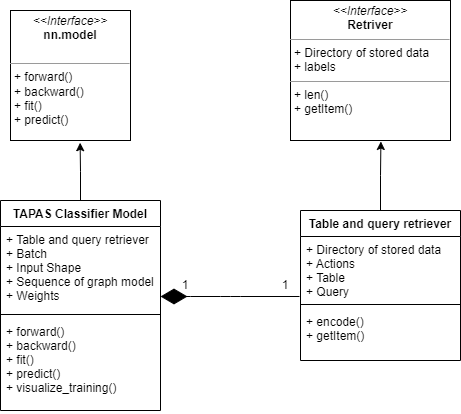 <<Interface>>
nn.model
+ forward()
+ backward()
+ fit()
+ predict()
<<Interface>>
Retriver
+ Directory of stored data
+ labels
+ len()
+ getItem()
TAPAS Classifier Model
+ Table and query retriever
+ Batch
+ Input Shape
+ Sequence of graph model
+ Weights
+ forward()
+ backward()
+ fit()
+ predict()
+ visualize_training()
1
1
Table and query retriever
+ Directory of stored data
+ Actions
+ Table
+ Query
+ encode()
+ getItem()